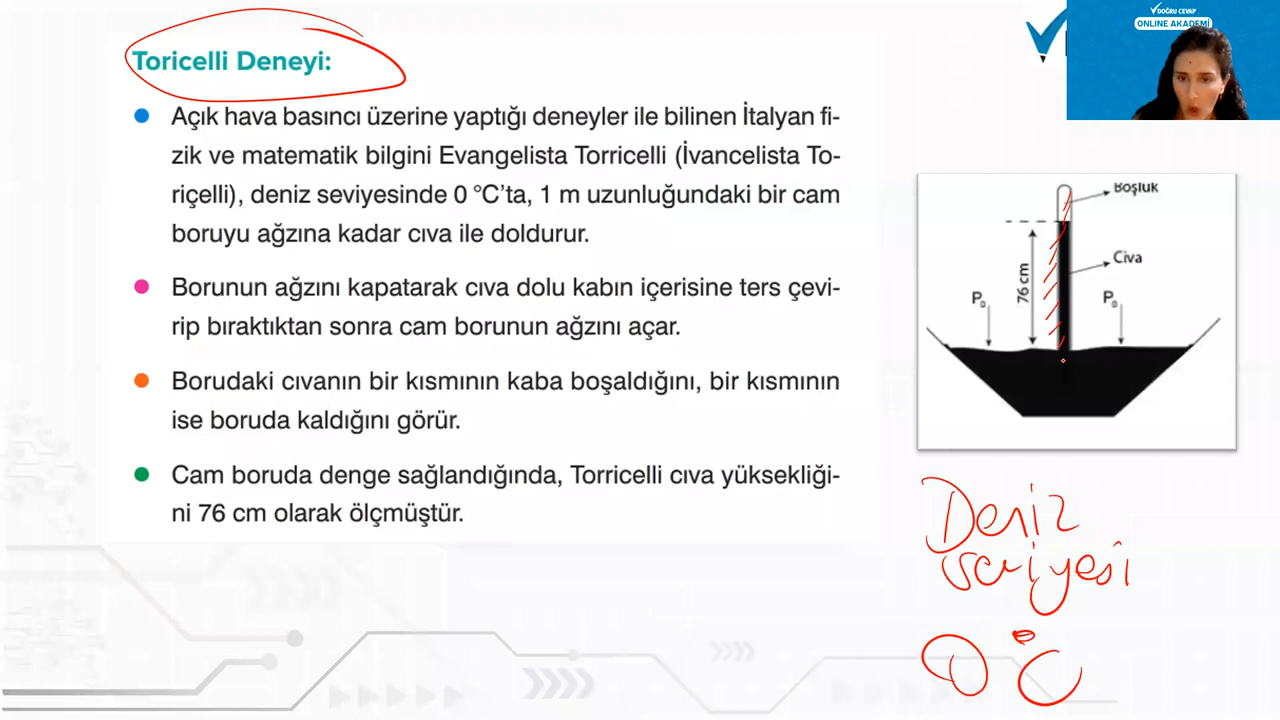 DOĞRU CEVAP
ONLINE AKADEMİ
Toricelli Deneyi:
Açık hava basıncı üzerine yaptığı deneyler ile bilinen İtalyan fi-
zik ve matematik bilgini Evangelista Torricelli (İvancelista To-
riçelli), deniz seviyesinde 0 °C’ta, 1 m uzunluğundaki bir cam
boruyu ağzına kadar cıva ile doldurur.
Borunun ağzını kapatarak cıva dolu kabın içerisine ters çevi-
rip bıraktıktan sonra cam borunun ağzını açar.
Borudaki cıvanın bir kısmının kaba boşaldığını, bir kısmının
ise boruda kaldığını görür.
Cam boruda denge sağlandığında, Torricelli cıva yüksekliği-
ni 76 cm olarak ölçmüştür.
Boşluk
Civa
76 cm
P₀
P₀
Deniz
seviyesi
0 °C